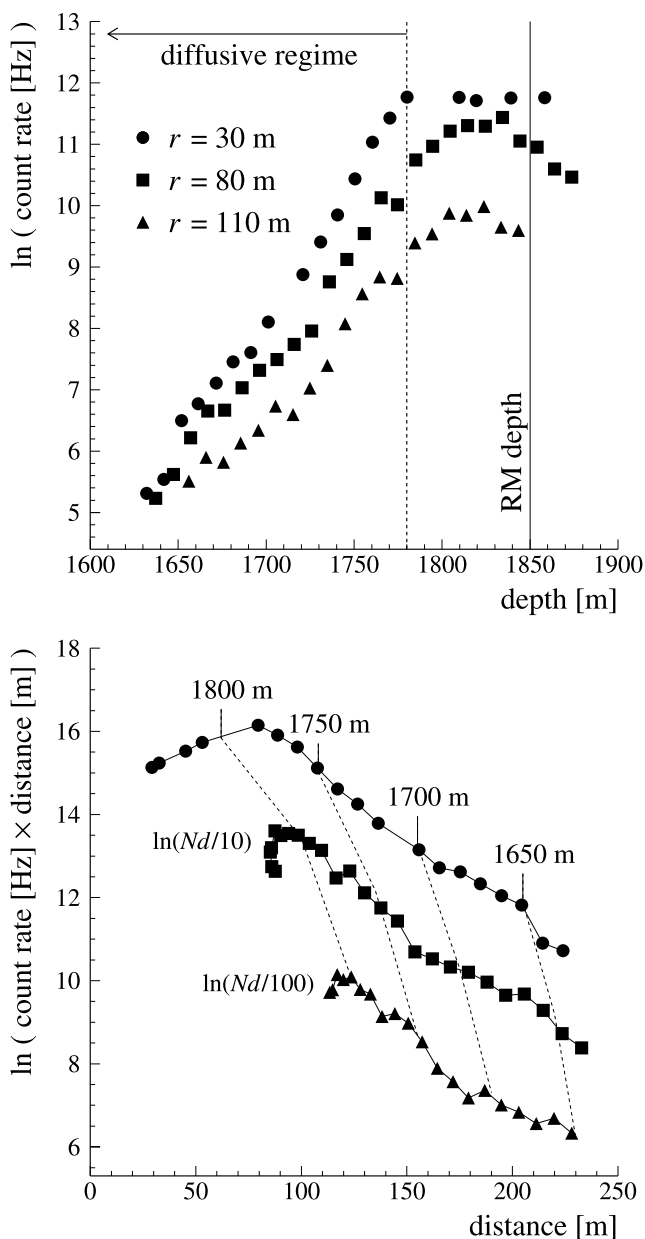 ln ( count rate [Hz] )
13
12
11
10
9
8
7
6
5
diffusive regime
r = 30 m
r = 80 m
r = 110 m
RM depth
1600 1650 1700 1750 1800 1850 1900
depth [m]
ln ( count rate [Hz] × distance [m] )
18
16
14
12
10
8
6
1800 m
1750 m
1700 m
1650 m
ln(Nd/10)
ln(Nd/100)
0 50 100 150 200 250
distance [m]